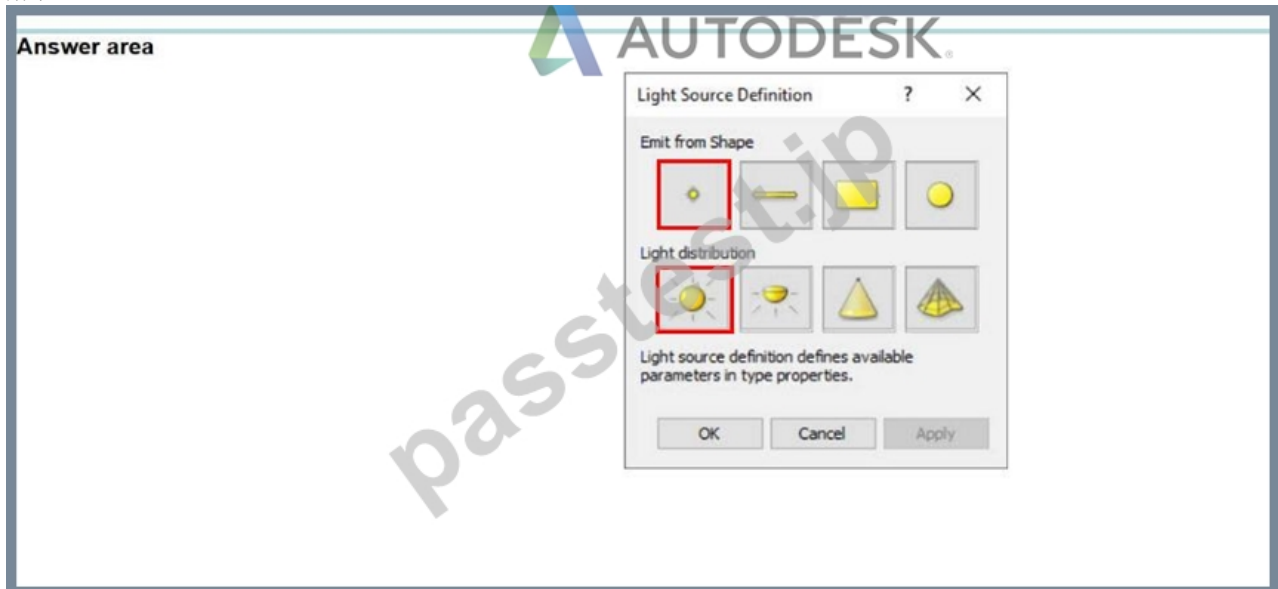 AUTODESK®
Answer area
Light Source Definition ? X
Emit from Shape
Light distribution
Light source definition defines available
parameters in type properties.
OK Cancel Apply
passtest.jp